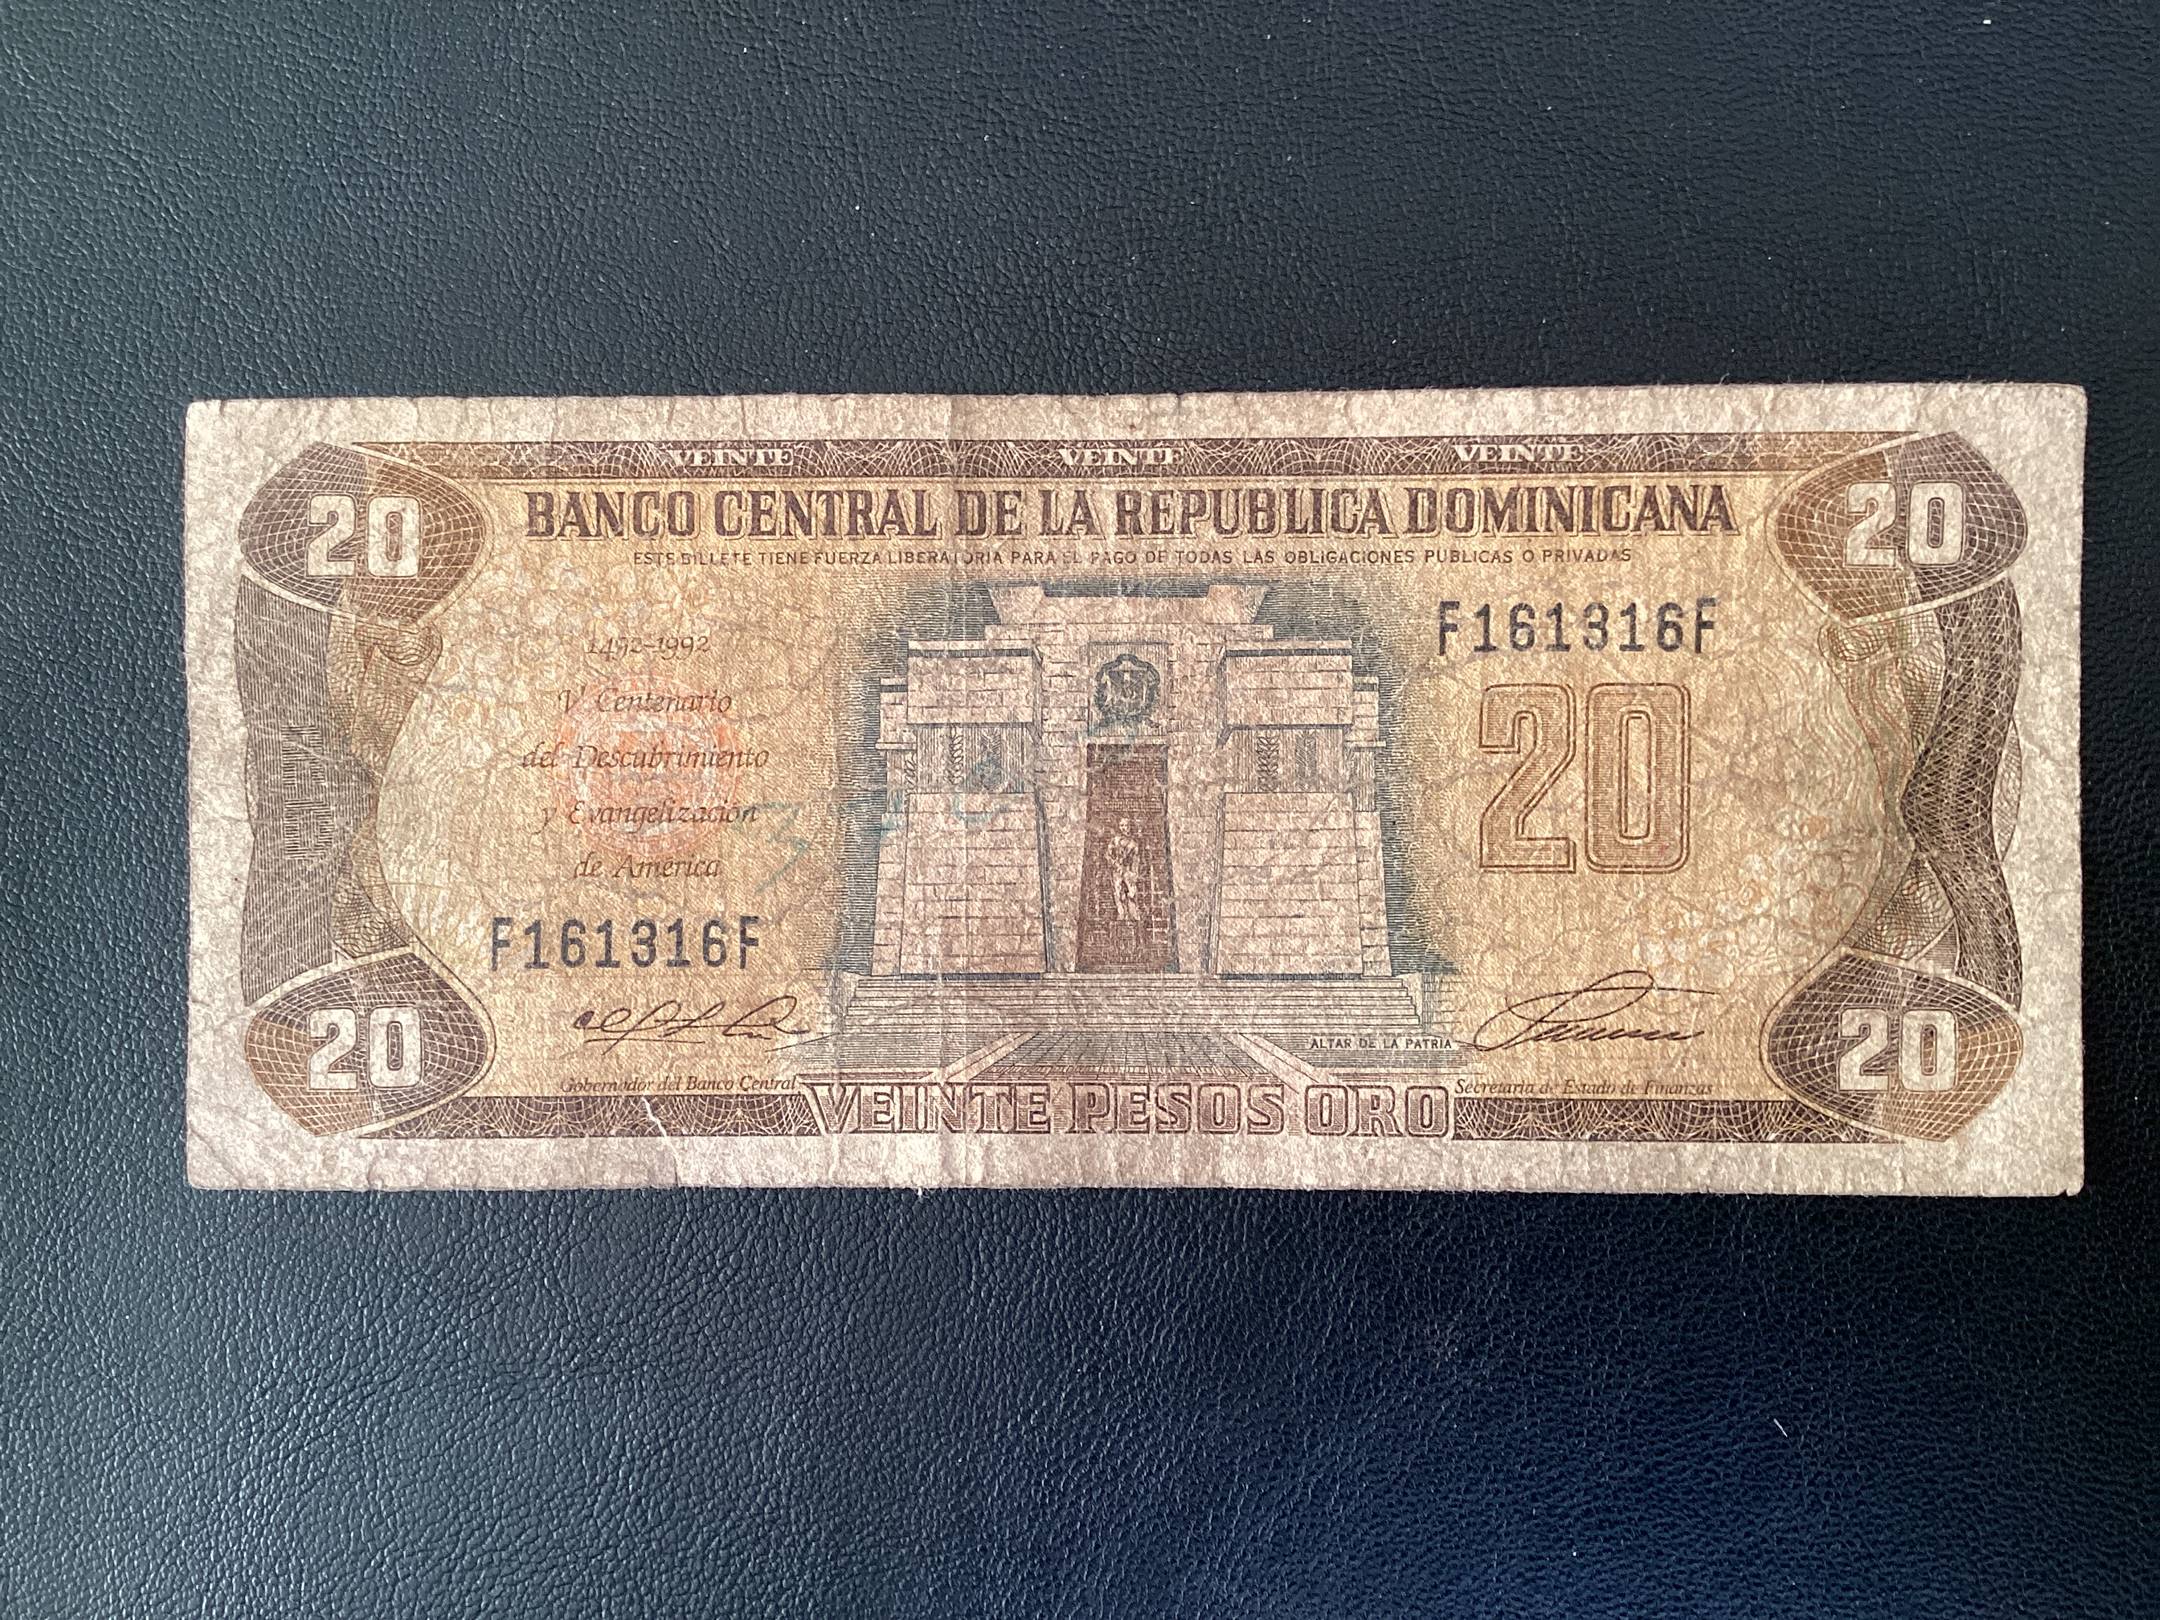 VEINTE VEINTE VEINTE
20 20
BANCO CENTRAL DE LA REPUBLICA DOMINICANA
ESTE BILLETE TIENE FUERZA LIBERATORIA PARA EL PAGO DE TODAS LAS OBLIGACIONES PUBLICAS O PRIVADAS
F161316F
1492-1992
V Centenario
del Descubrimiento
y Evangelización
de America
20
F161316F
ALTAR DE LA PATRIA
20 20
Gobernador del Banco Central
Secretaria de Estado de Finanzas
VEINTE PESOS ORO